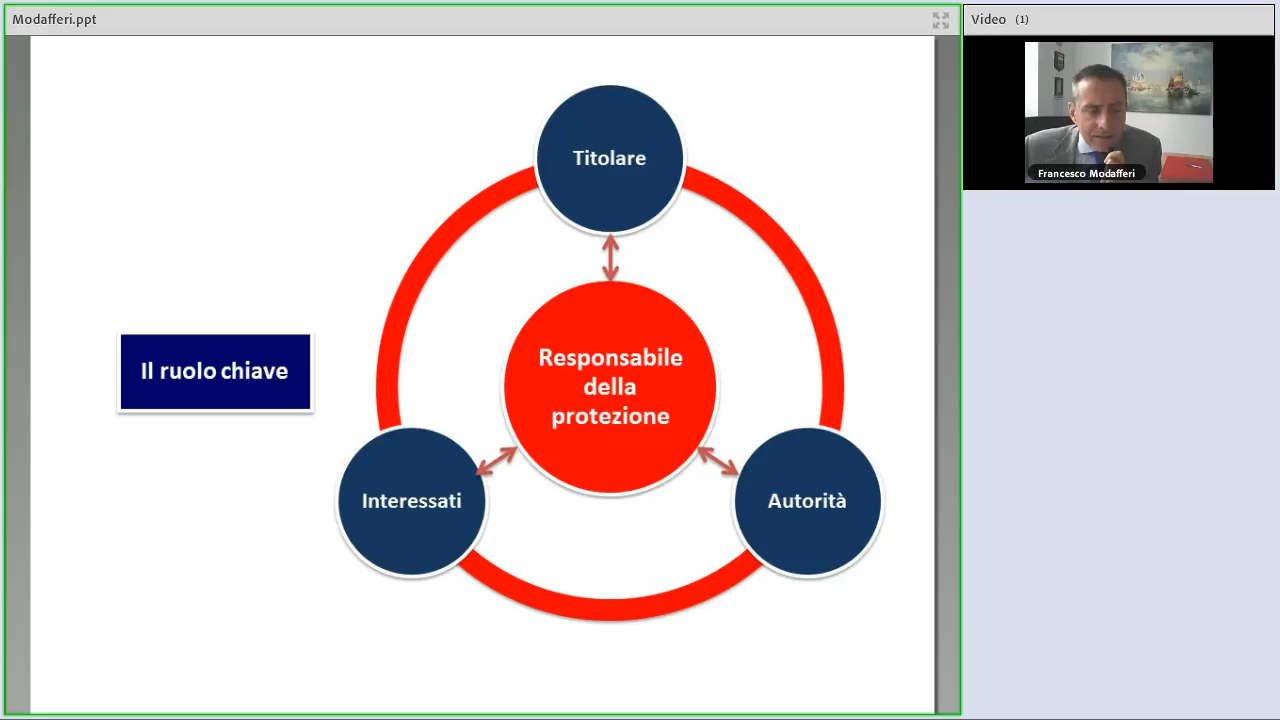 Modafferi.ppt
Video (1)
Francesco Modafferi
Titolare
Il ruolo chiave
Responsabile
della
protezione
Interessati
Autorità